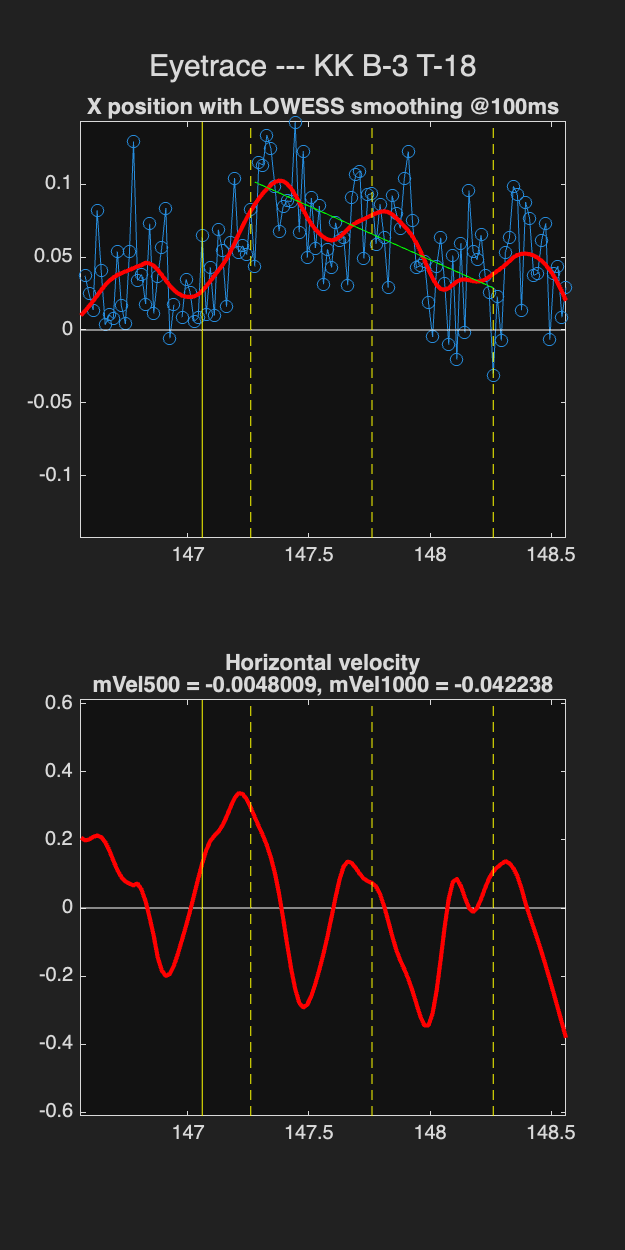 Eyetrace --- KK B-3 T-18
X position with LOWESS smoothing @100ms
0.1
0.05
0
-0.05
-0.1
147 147.5 148 148.5
Horizontal velocity
mVel500 = -0.0048009, mVel1000 = -0.042238
0.6
0.4
0.2
0
-0.2
-0.4
-0.6
147 147.5 148 148.5